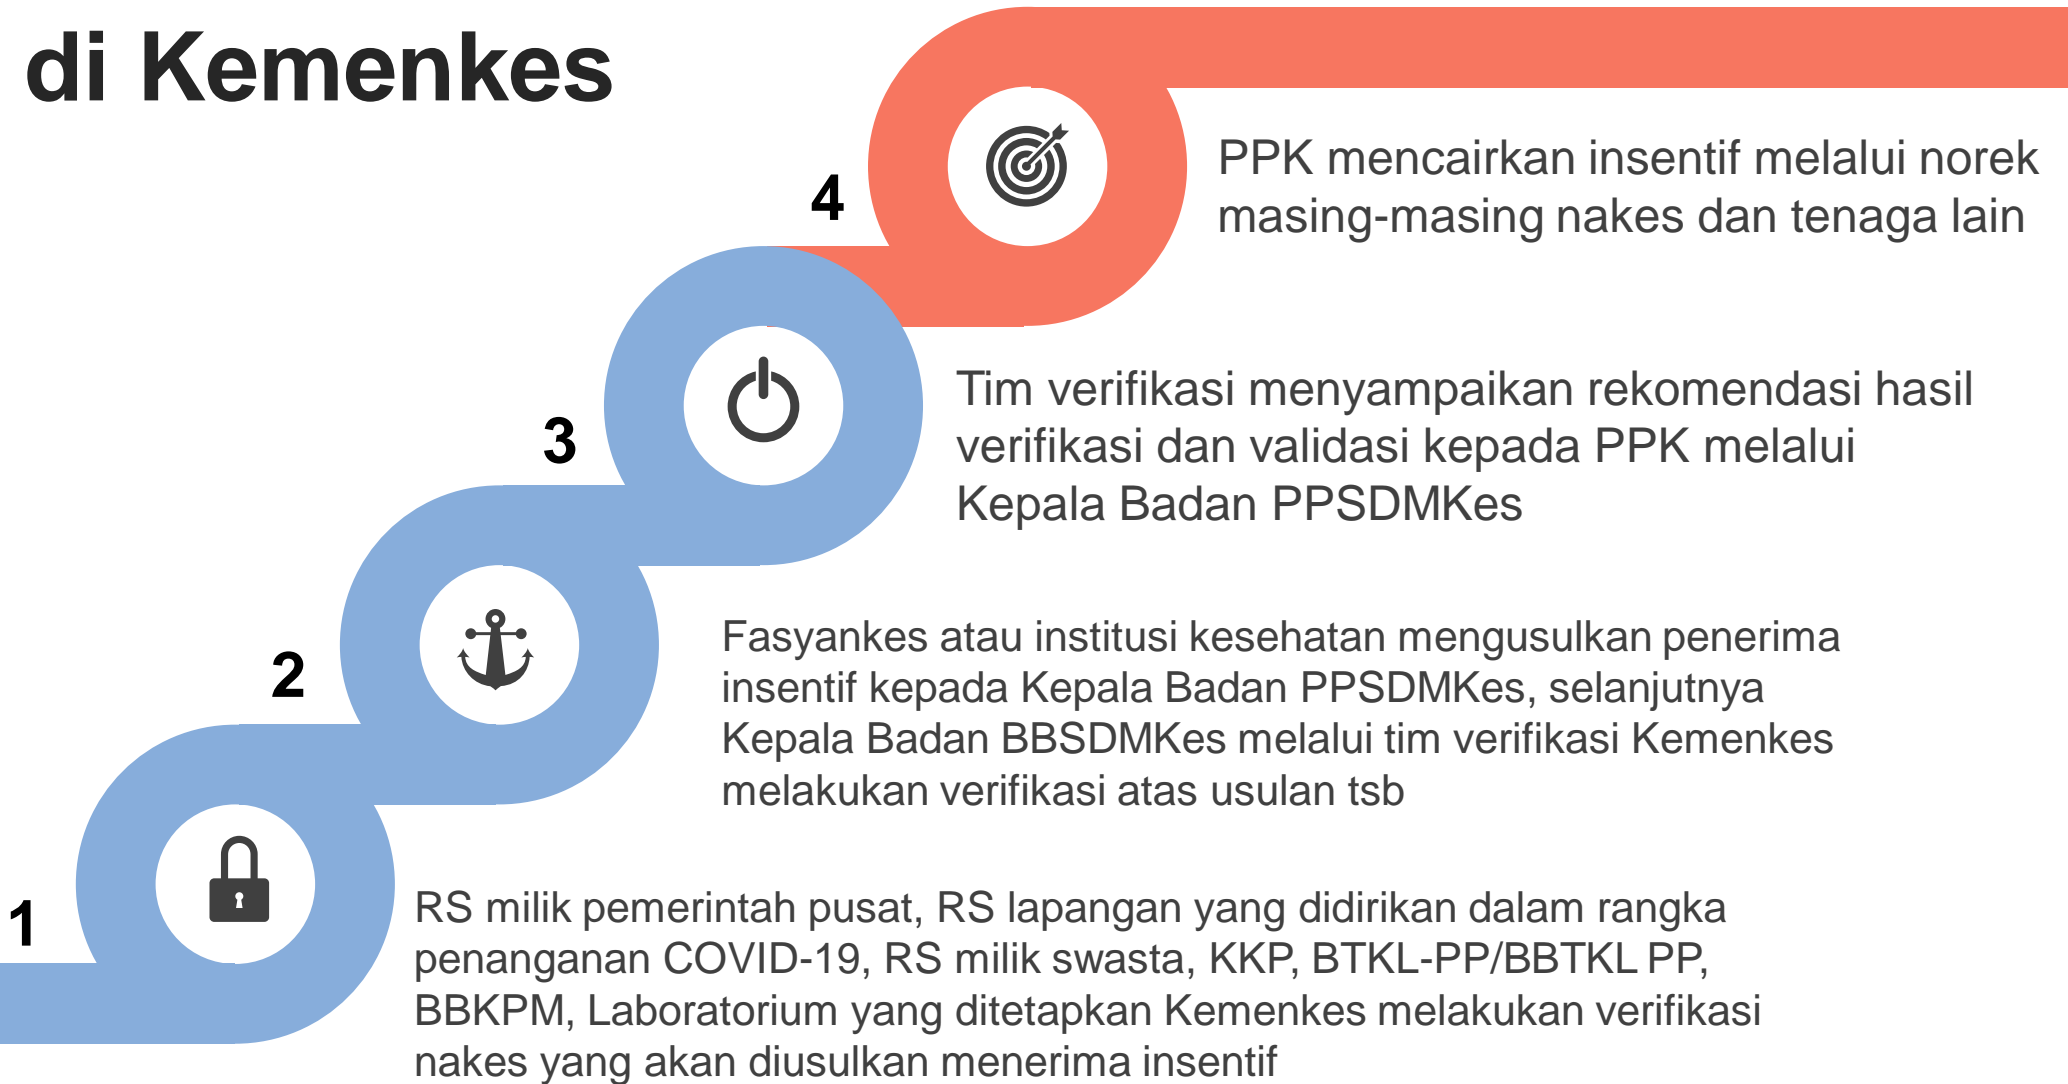 di Kemenkes
4
PPK mencairkan insentif melalui norek
masing-masing nakes dan tenaga lain
3
Tim verifikasi menyampaikan rekomendasi hasil
verifikasi dan validasi kepada PPK melalui
Kepala Badan PPSDMKes
2
Fasyankes atau institusi kesehatan mengusulkan penerima
insentif kepada Kepala Badan PPSDMKes, selanjutnya
Kepala Badan BBSDMKes melalui tim verifikasi Kemenkes
melakukan verifikasi atas usulan tsb
1
RS milik pemerintah pusat, RS lapangan yang didirikan dalam rangka
penanganan COVID-19, RS milik swasta, KKP, BTKL-PP/BBTKL PP,
BBKPM, Laboratorium yang ditetapkan Kemenkes melakukan verifikasi
nakes yang akan diusulkan menerima insentif